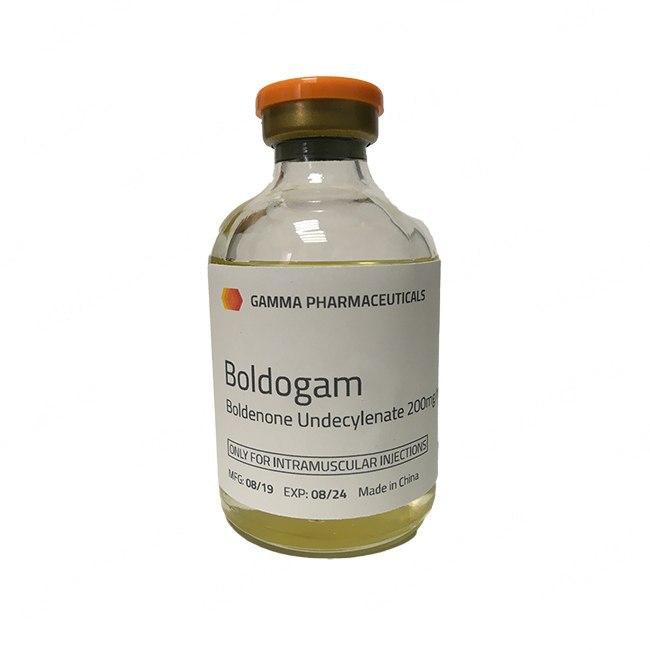 GAMMA PHARMACEUTICALS
Boldogam
Boldenone Undecylenate 200mg
ONLY FOR INTRAMUSCULAR INJECTIONS
MFG: 08/19 EXP: 08/24 Made in China